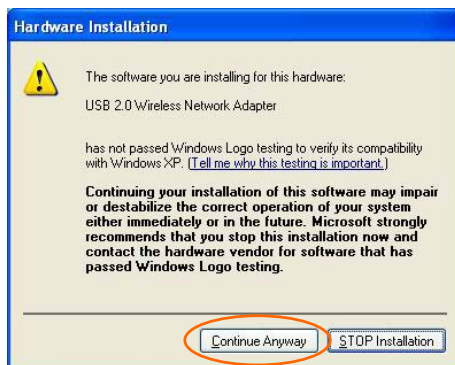 Hardware Installation
The software you are installing for this hardware:
USB 2.0 Wireless Network Adapter
has not passed Windows Logo testing to verify its compatibility
with Windows XP. (Tell me why this testing is important.)
Continuing your installation of this software may impair
or destabilize the correct operation of your system
either immediately or in the future. Microsoft strongly
recommends that you stop this installation now and
contact the hardware vendor for software that has
passed Windows Logo testing.
Continue Anyway STOP Installation